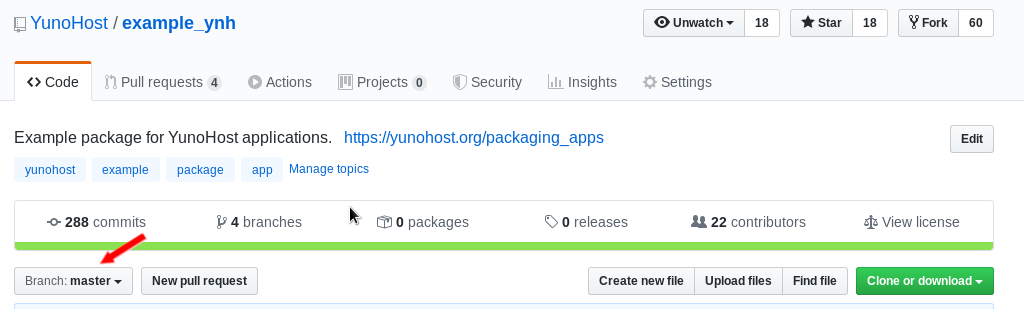 YunoHost / example_ynh Unwatch 18 Star 18 Fork 60
Code Pull requests 4 Actions Projects 0 Security Insights Settings
Example package for YunoHost applications. https://yunohost.org/packaging_apps Edit
yunohost example package app Manage topics
288 commits 4 branches 0 packages 0 releases 22 contributors View license
Branch: master New pull request Create new file Upload files Find file Clone or download